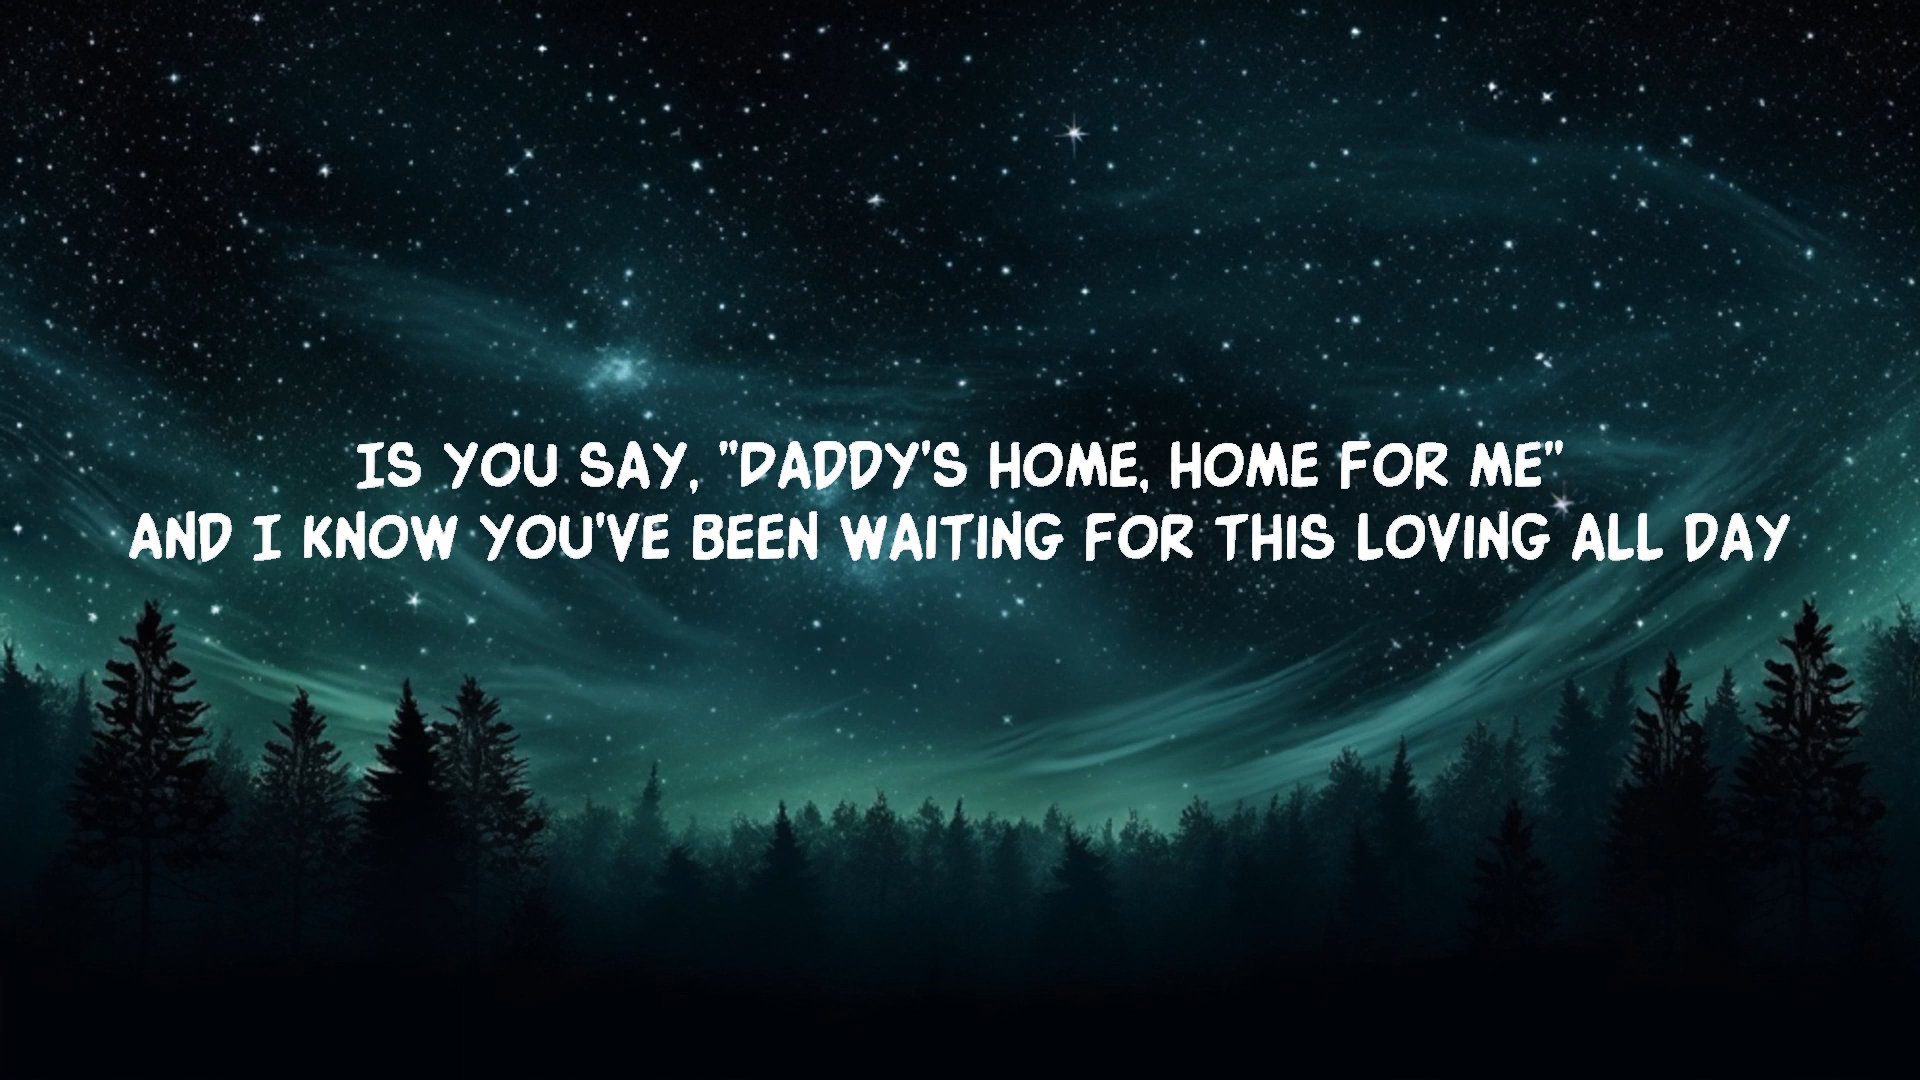 IS YOU SAY, "DADDY'S HOME, HOME FOR ME"
AND I KNOW YOU'VE BEEN WAITING FOR THIS LOVING ALL DAY